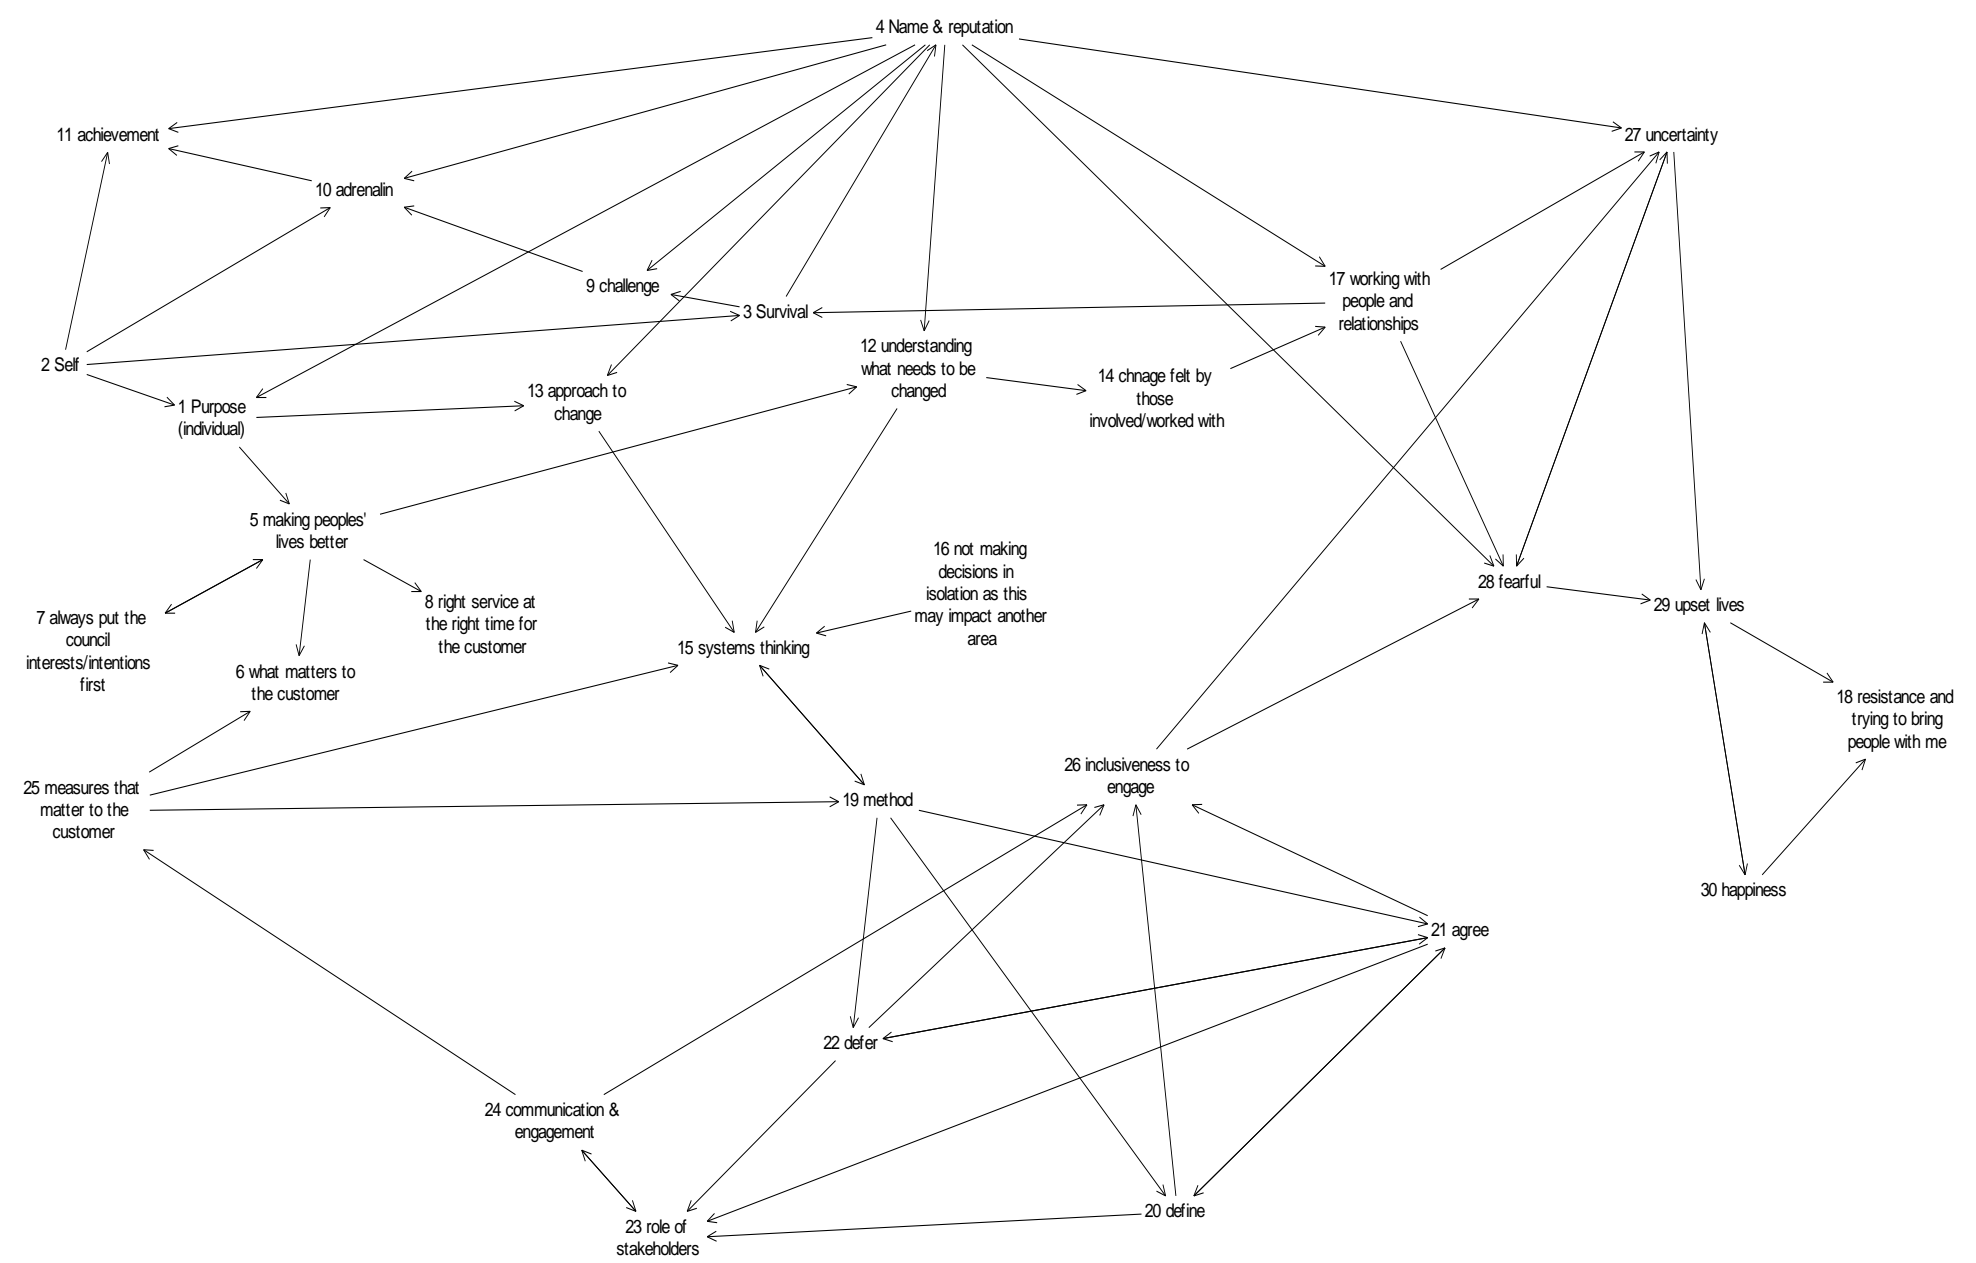 4 Name & reputation
11 achievement
27 uncertainty
10 adrenalin
9 challenge
3 Survival
17 working with
people and
relationships
2 Self
12 understanding
what needs to be
changed
14 chnage felt by
those
involved/worked with
13 approach to
change
1 Purpose
(individual)
5 making peoples'
lives better
16 not making
decisions in
isolation as this
may impact another
area
28 fearful
29 upset lives
7 always put the
council
interests/intentions
first
8 right service at
the right time for
the customer
15 systems thinking
6 what matters to
the customer
18 resistance and
trying to bring
people with me
26 inclusiveness to
engage
25 measures that
matter to the
customer
19 method
30 happiness
21 agree
22 defer
24 communication &
engagement
20 define
23 role of
stakeholders